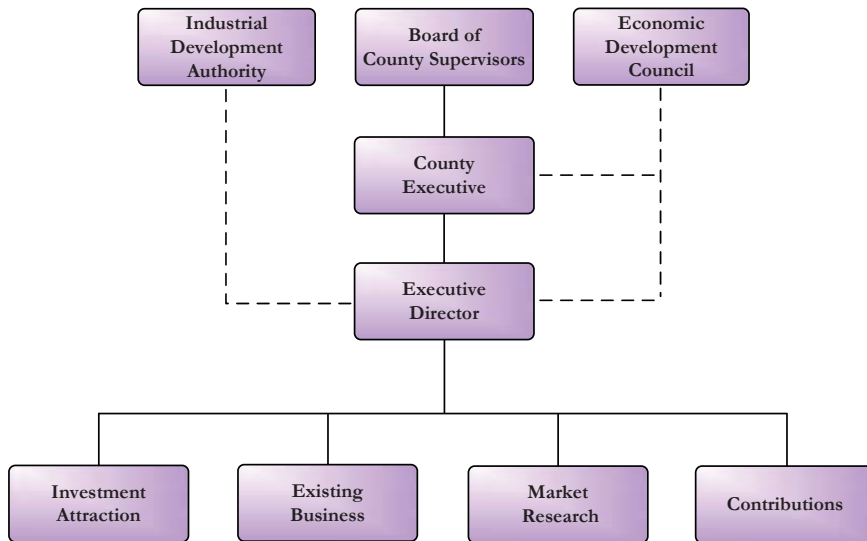 Industrial
Development
Authority
Board of
County Supervisors
Economic
Development
Council
County
Executive
Executive
Director
Investment
Attraction
Existing
Business
Market
Research
Contributions